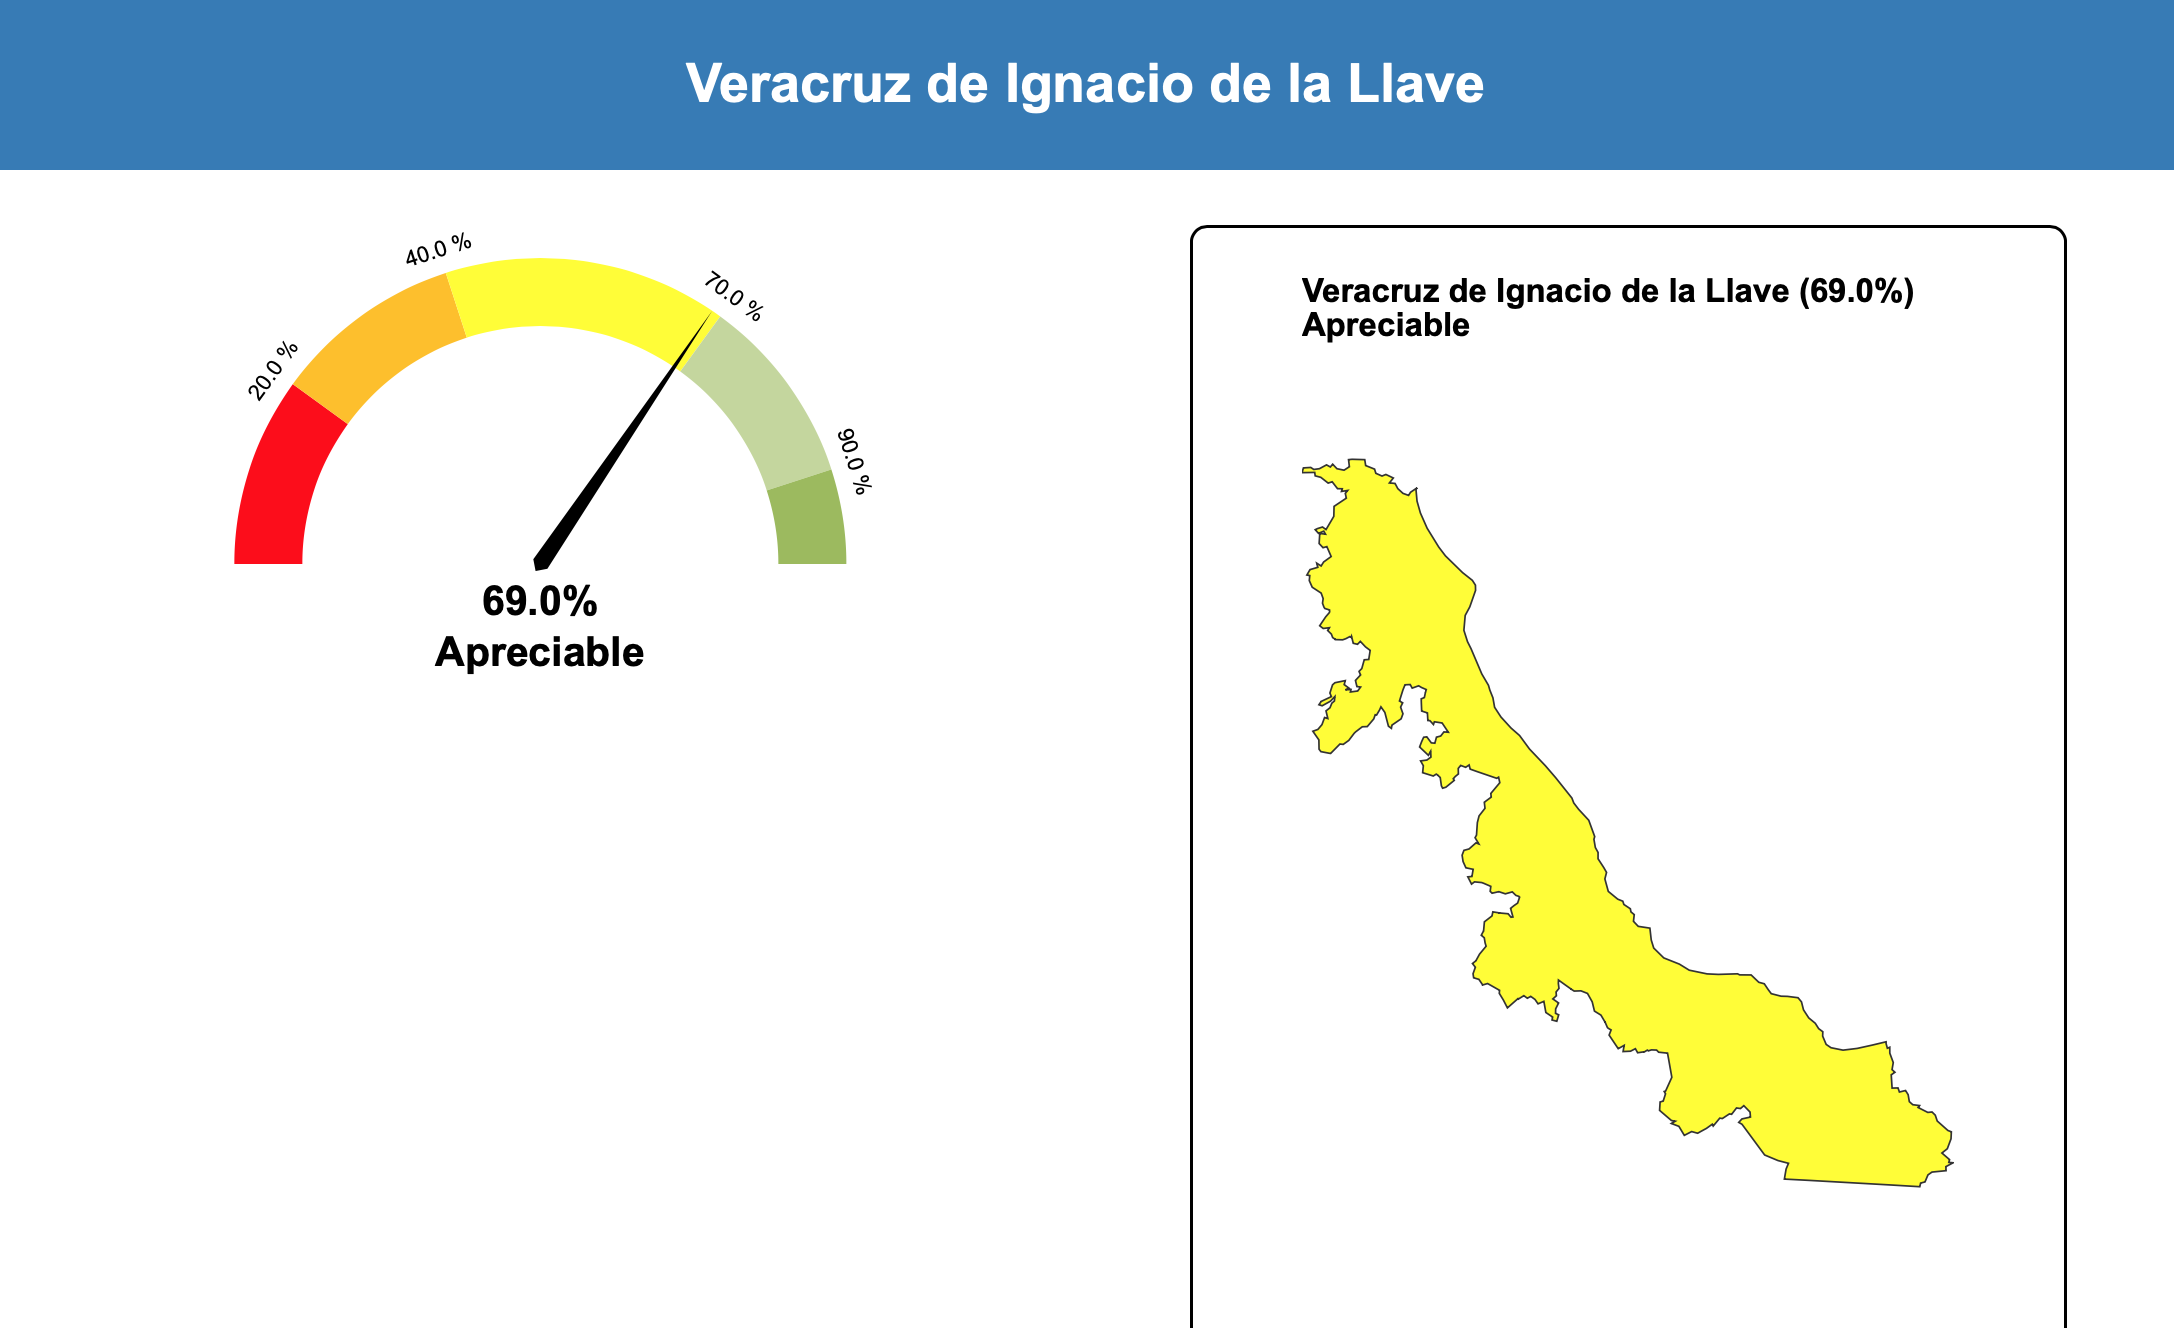 Veracruz de Ignacio de la Llave
20.0 %
40.0 %
70.0 %
90.0 %
69.0%
Apreciable
Veracruz de Ignacio de la Llave (69.0%)
Apreciable